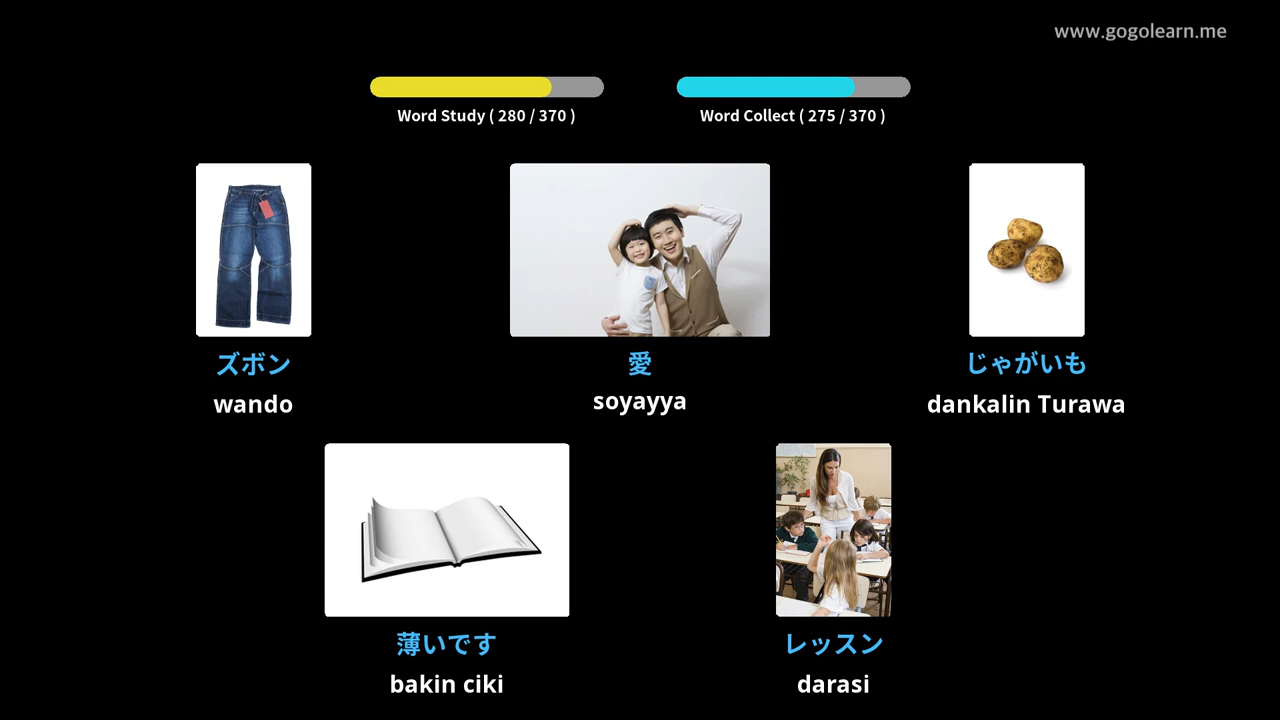 www.gogolearn.me
Word Study ( 280 / 370 )
Word Collect ( 275 / 370 )
ズボン
wando
愛
soyayya
じゃがいも
dankalin Turawa
薄いです
bakin ciki
レッスン
darasi